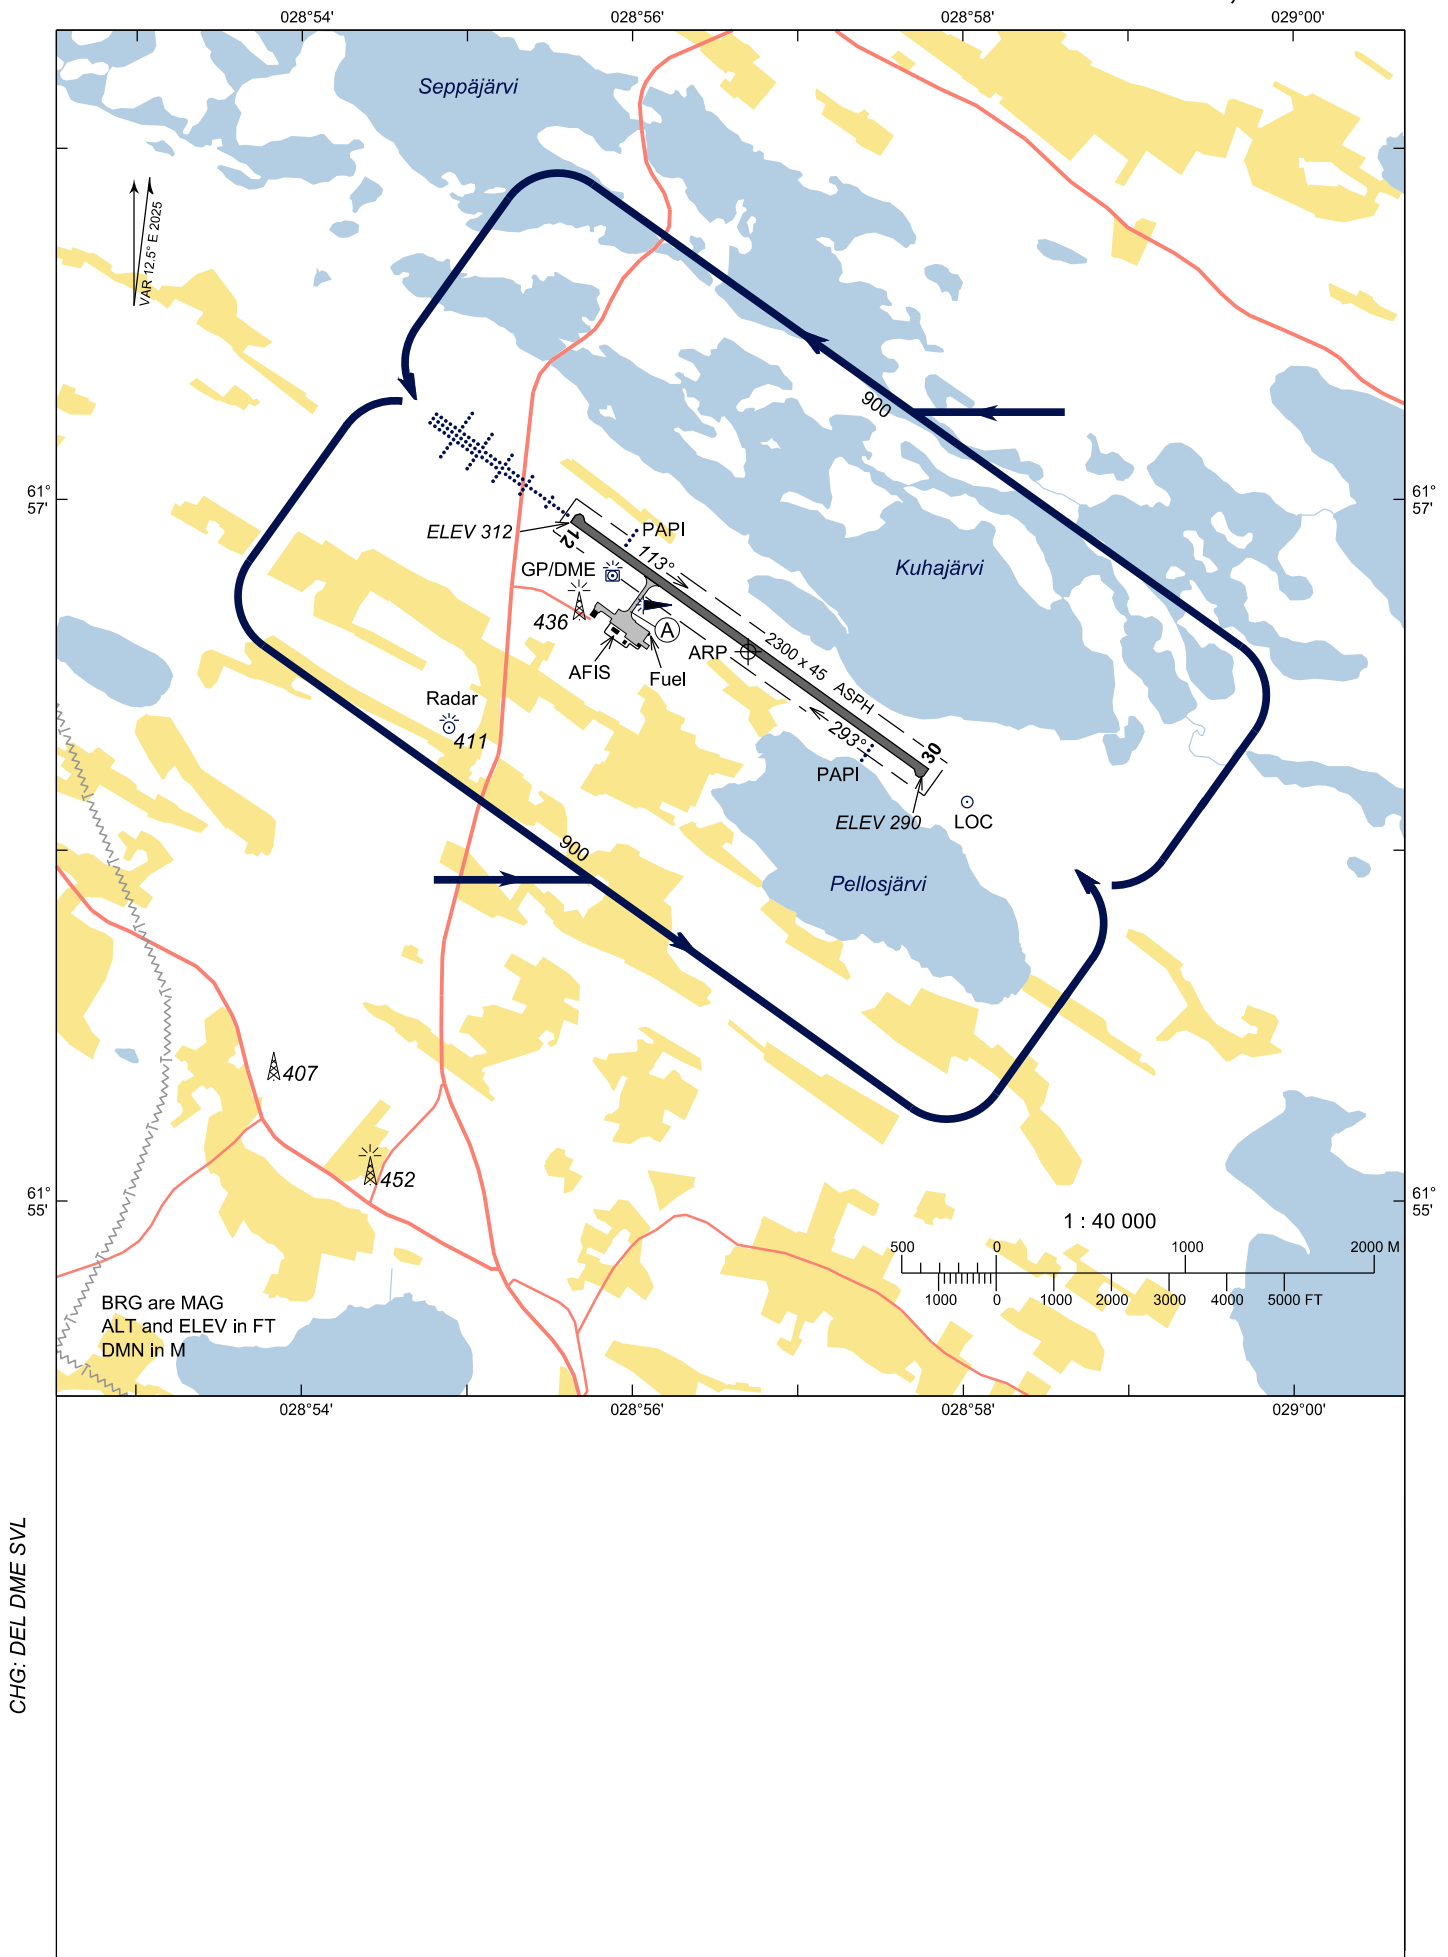 028°54'
028°56'
028°58'
029°00'
Seppäjärvi
VAR 12.5° E 2025
900
61°
57'
61°
57'
ELEV 312
12
PAPI
113°
GP/DME
Kuhajärvi
436
A
ARP
2300 x 45 ASPH
AFIS
Fuel
Radar
411
293°
30
PAPI
ELEV 290
LOC
900
Pellosjärvi
407
452
61°
55'
61°
55'
1 : 40 000
500
0
1000
2000 M
1000
0
1000
2000
3000
4000
5000 FT
BRG are MAG
ALT and ELEV in FT
DMN in M
028°54'
028°56'
028°58'
029°00'
CHG: DEL DME SVL